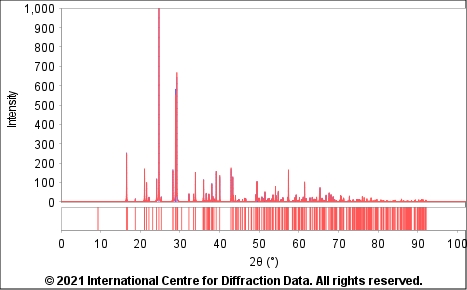 1,000
900
800
700
600
500
400
300
200
100
0
Intensity
0 10 20 30 40 50 60 70 80 90 100
2θ (°)
© 2021 International Centre for Diffraction Data. All rights reserved.